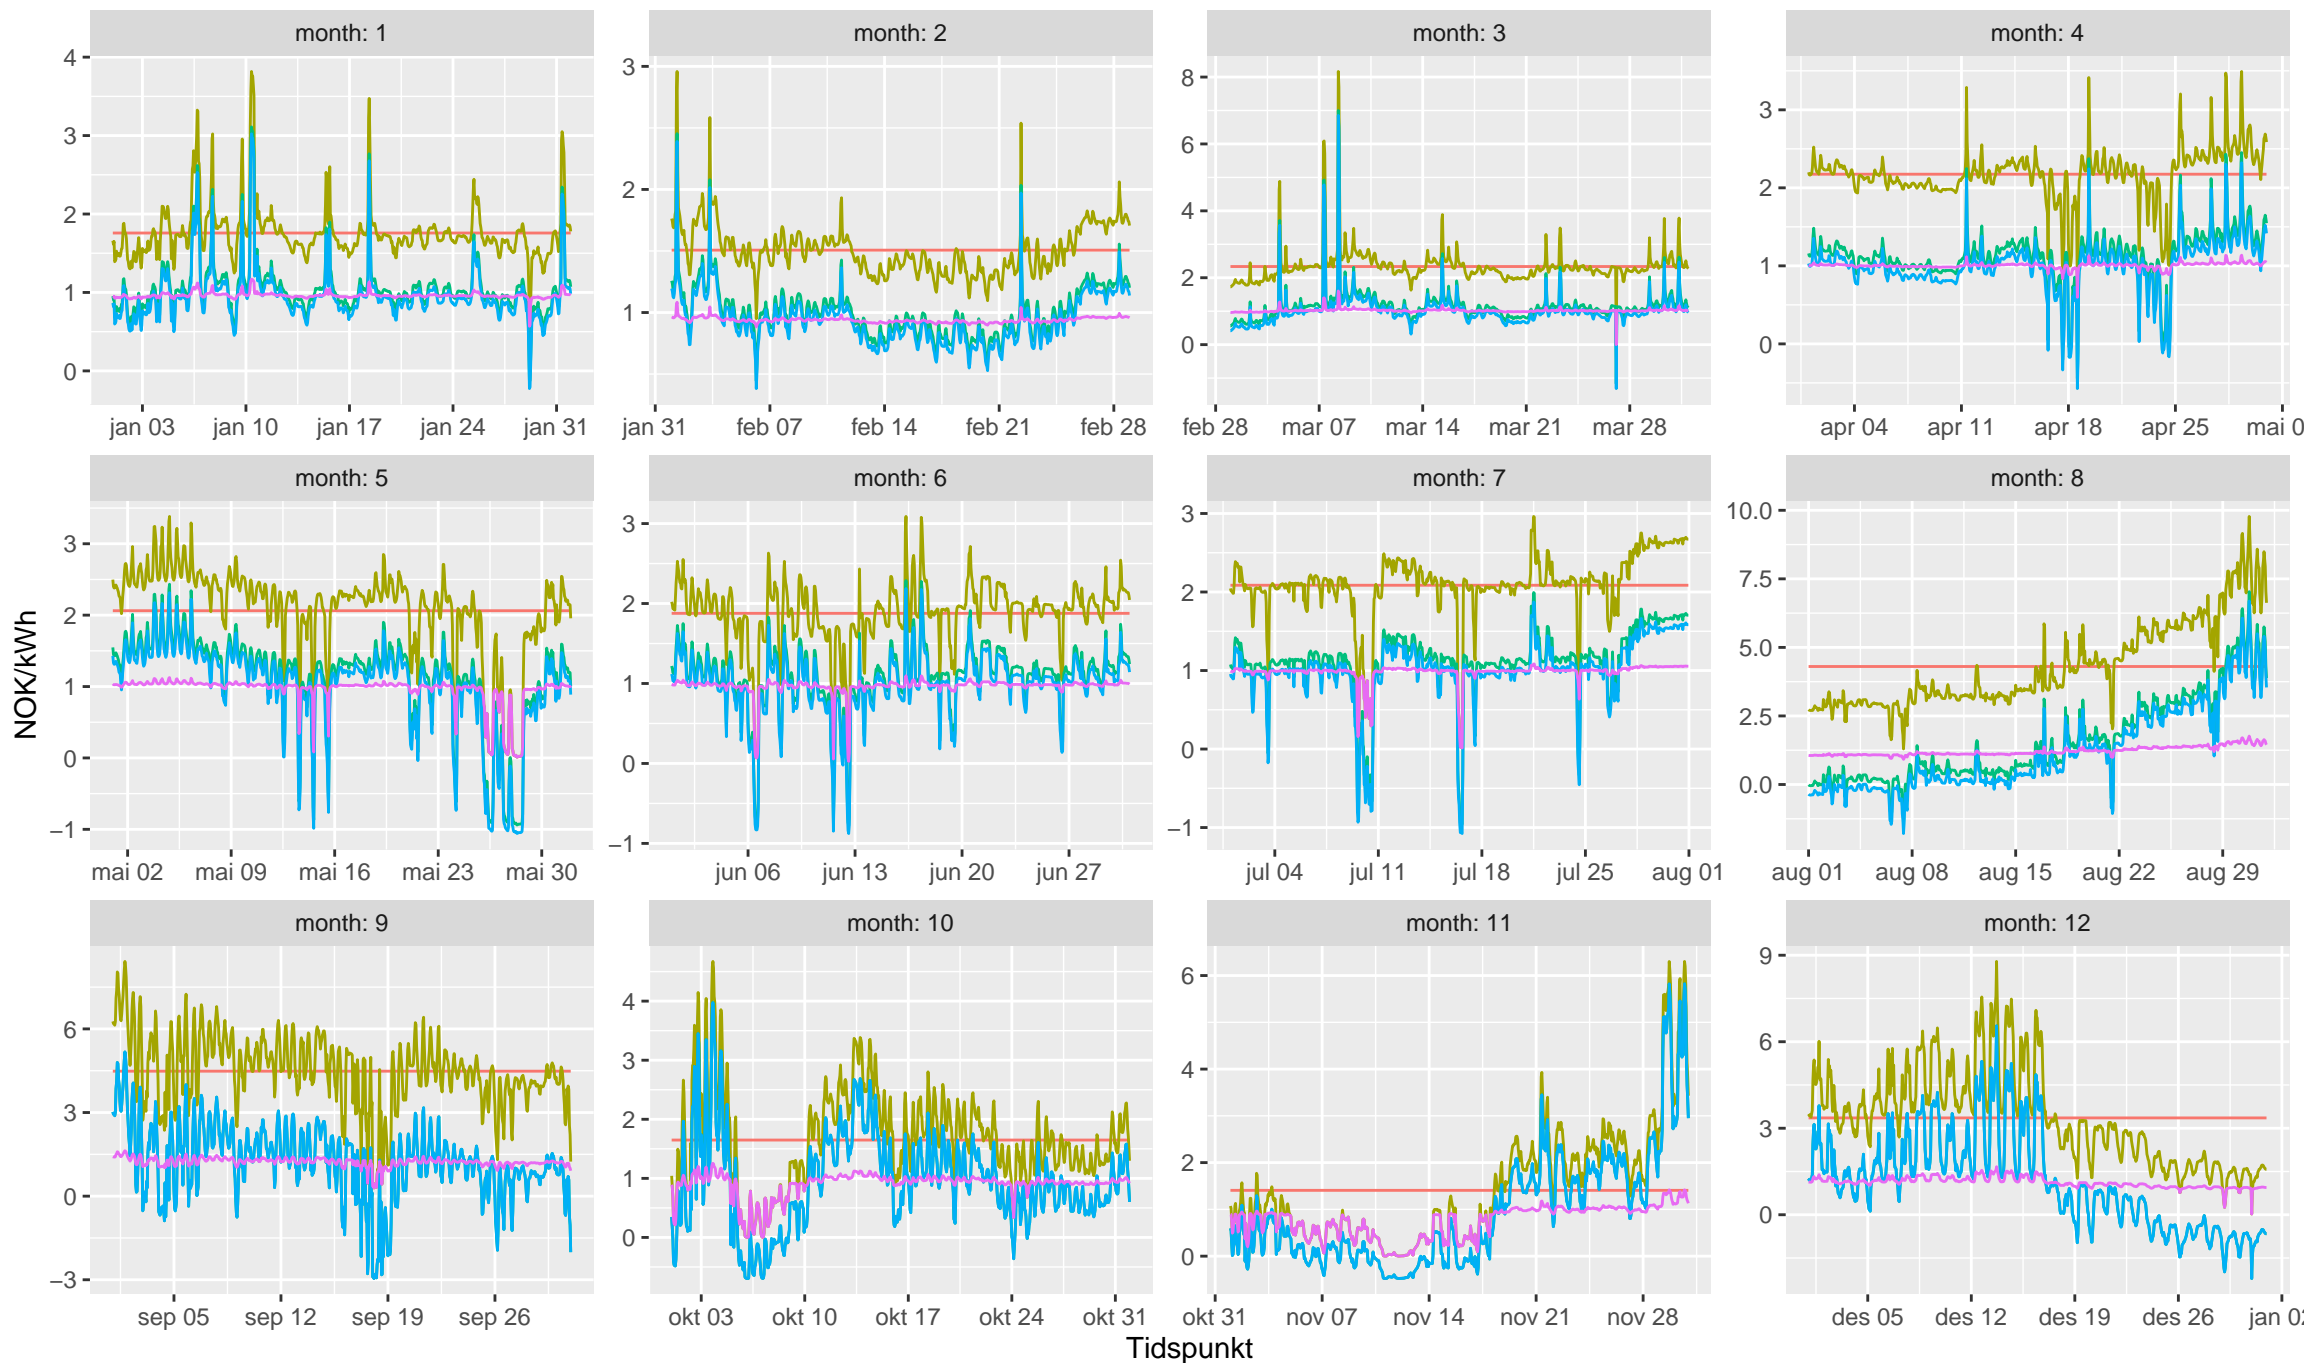 month: 1 month: 2 month: 3 month: 4
4 3 2 1 0
3 2 1
8 6 4 2 0
3 2 1 0
jan 03 jan 10 jan 17 jan 24 jan 31
jan 31 feb 07 feb 14 feb 21 feb 28
feb 28 mar 07 mar 14 mar 21 mar 28
apr 04 apr 11 apr 18 apr 25 mai 0
month: 5 month: 6 month: 7 month: 8
NOK/kWh
3 2 1 0 −1
3 2 1 0 −1
3 2 1 0 −1
10.0 7.5 5.0 2.5 0.0
mai 02 mai 09 mai 16 mai 23 mai 30
jun 06 jun 13 jun 20 jun 27
jul 04 jul 11 jul 18 jul 25 aug 01
aug 01 aug 08 aug 15 aug 22 aug 29
month: 9 month: 10 month: 11 month: 12
6 3 0 −3
4 3 2 1 0
6 4 2 0
9 6 3 0
sep 05 sep 12 sep 19 sep 26
okt 03 okt 10 okt 17 okt 24 okt 31
okt 31 nov 07 nov 14 nov 21 nov 28
des 05 des 12 des 19 des 26 jan 02
Tidspunkt